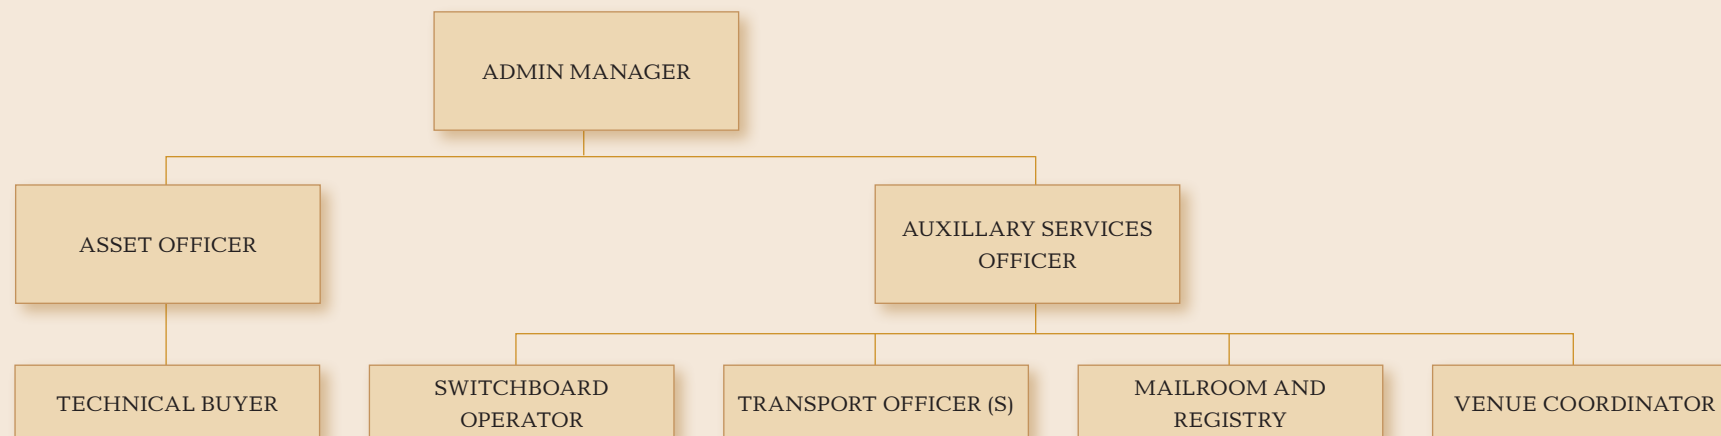 ADMIN MANAGER
ASSET OFFICER
AUXILLARY SERVICES
OFFICER
TECHNICAL BUYER
SWITCHBOARD
OPERATOR
TRANSPORT OFFICER (S)
MAILROOM AND
REGISTRY
VENUE COORDINATOR